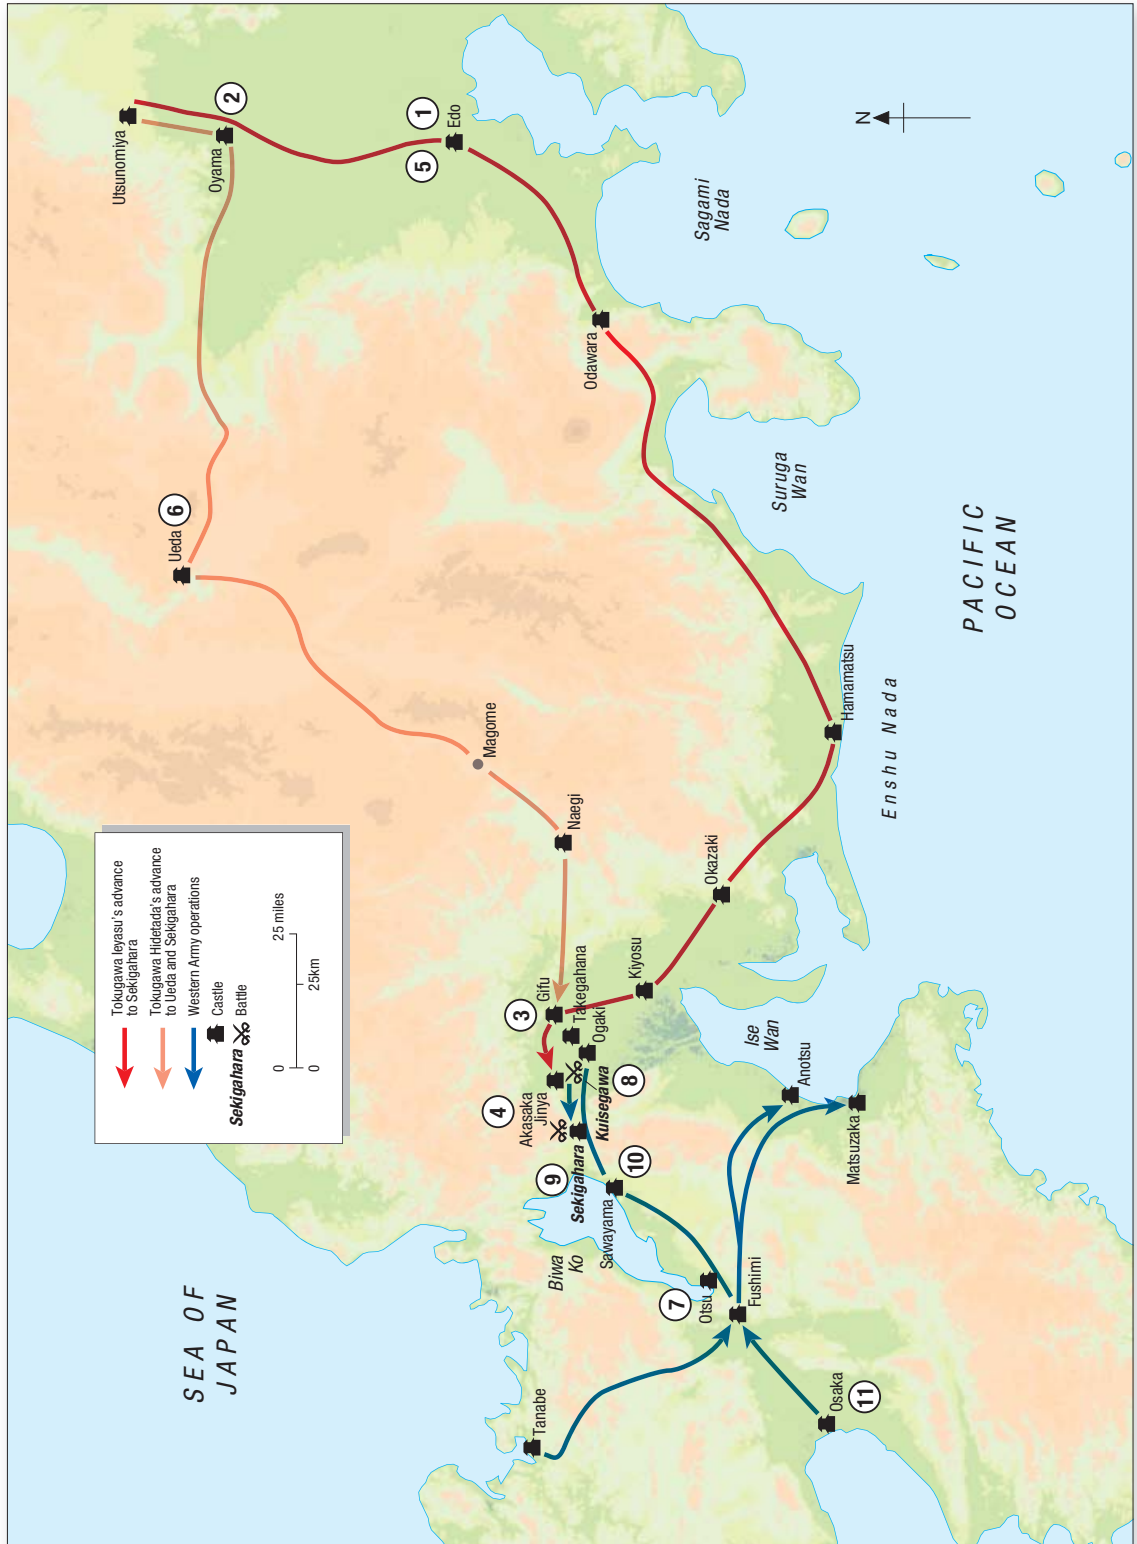 Tokugawa Ieyasu's advance
to Sekigahara
Tokugawa Hidetada's advance
to Ueda and Sekigahara
Western Army operations
Castle
Sekigahara
Battle
0
25 miles
0
25km
SEA OF
JAPAN
Utsunomiya
2
Oyama
Ueda
6
1
5
Edo
N
Magome
Naegi
Odawara
Sagami
Nada
3
Gifu
Takegahana
Ogaki
Kiyosu
4
Akasaka
Jinya
Kuisegawa
8
9
Sekigahara
10
Sawayama
Biwa
Ko
Tanabe
7
Otsu
Fushimi
Osaka
11
Okazaki
Ise
Wan
Anotsu
Matsuzaka
Hamamatsu
Enshu Nada
Suruga
Wan
PACIFIC
OCEAN